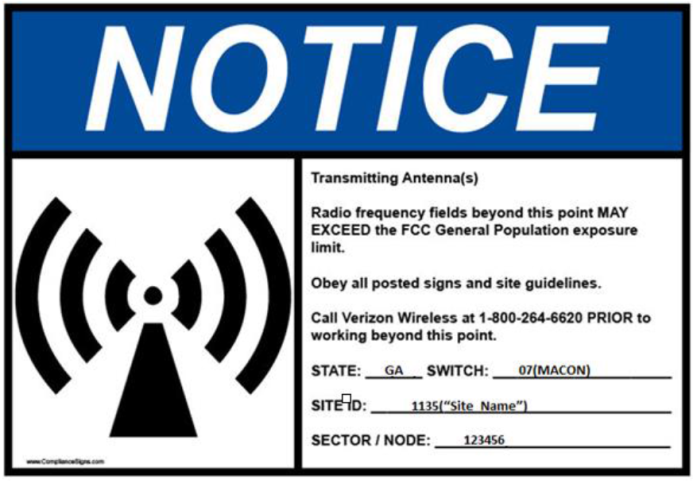 NOTICE
Transmitting Antenna(s)
Radio frequency fields beyond this point MAY
EXCEED the FCC General Population exposure
limit.
Obey all posted signs and site guidelines.
Call Verizon Wireless at 1-800-264-6620 PRIOR to
working beyond this point.
STATE: GA SWITCH: 07(MACON)
SITE ID: 1135("Site Name")
SECTOR / NODE: 123456
www.ComplianceSigns.com